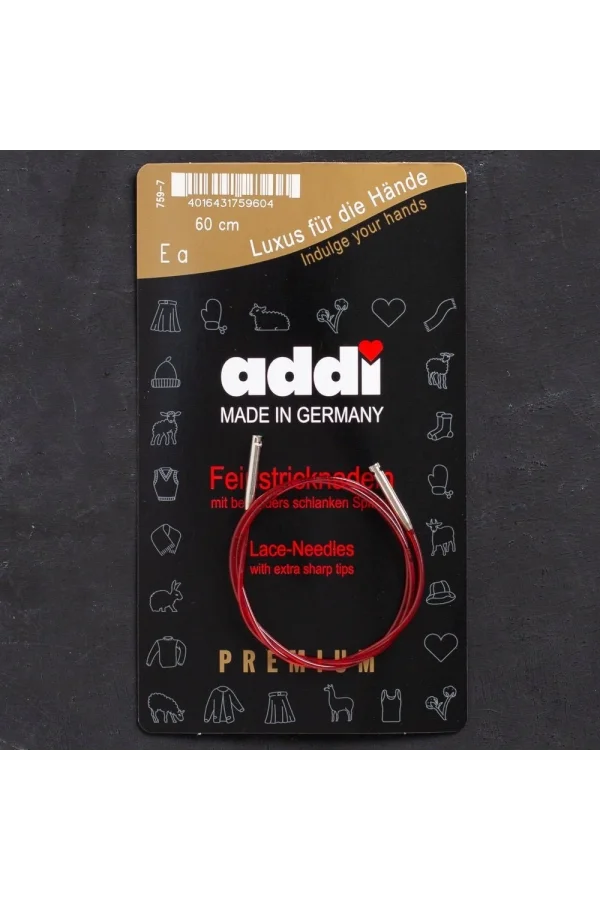 759-7
4016431759604
60 cm
E a
Luxus für die Hände
Indulge your hands
addi
MADE IN GERMANY
mit
schlanken
Lace-Needles
with extra sharp tips
PREMIUM